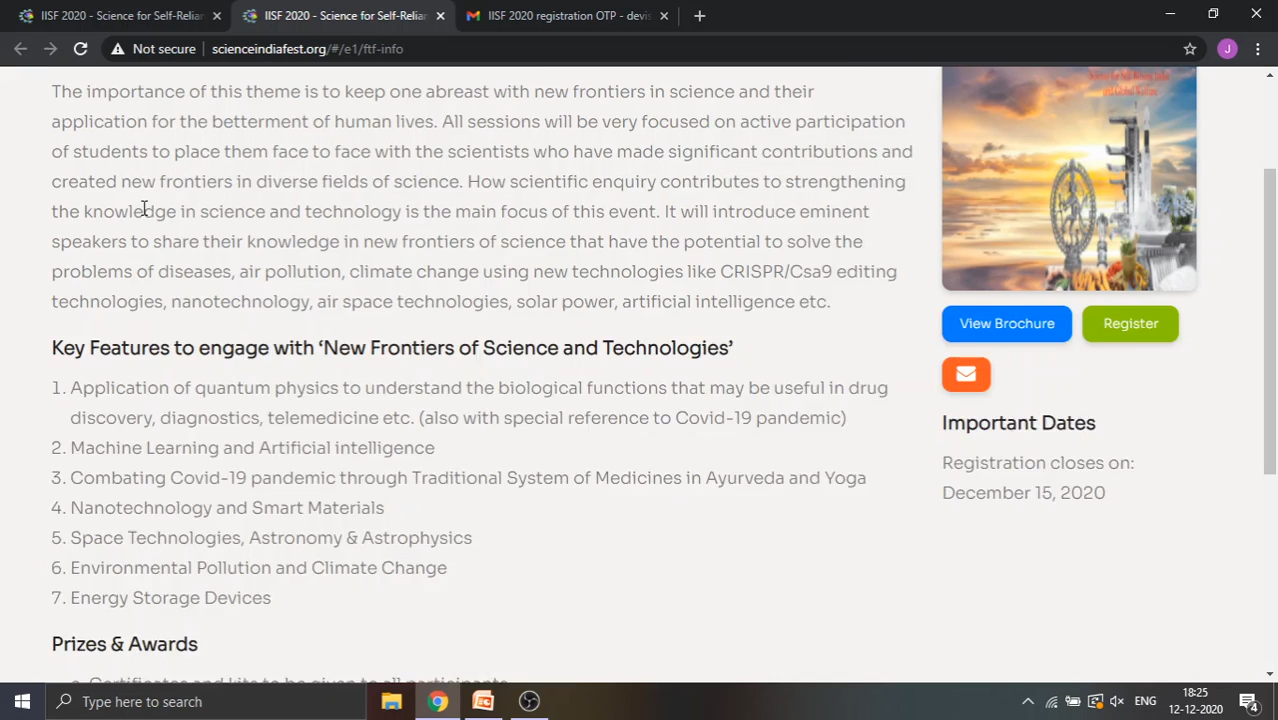 IISF 2020 - Science for Self-Relian
IISF 2020 - Science for Self-Relian
IISF 2020 registration OTP - devis
Not secure
scienceindiafest.org/#/e1/ftf-info
J
The importance of this theme is to keep one abreast with new frontiers in science and their
application for the betterment of human lives. All sessions will be very focused on active participation
of students to place them face to face with the scientists who have made significant contributions and
created new frontiers in diverse fields of science. How scientific enquiry contributes to strengthening
the knowledge in science and technology is the main focus of this event. It will introduce eminent
speakers to share their knowledge in new frontiers of science that have the potential to solve the
problems of diseases, air pollution, climate change using new technologies like CRISPR/Csa9 editing
technologies, nanotechnology, air space technologies, solar power, artificial intelligence etc.
Key Features to engage with ‘New Frontiers of Science and Technologies’
1. Application of quantum physics to understand the biological functions that may be useful in drug
discovery, diagnostics, telemedicine etc. (also with special reference to Covid-19 pandemic)
2. Machine Learning and Artificial intelligence
3. Combating Covid-19 pandemic through Traditional System of Medicines in Ayurveda and Yoga
4. Nanotechnology and Smart Materials
5. Space Technologies, Astronomy & Astrophysics
6. Environmental Pollution and Climate Change
7. Energy Storage Devices
Prizes & Awards
and Global Welfare
View Brochure
Register
Important Dates
Registration closes on:
December 15, 2020
Type here to search
ENG
18:25
12-12-2020
4